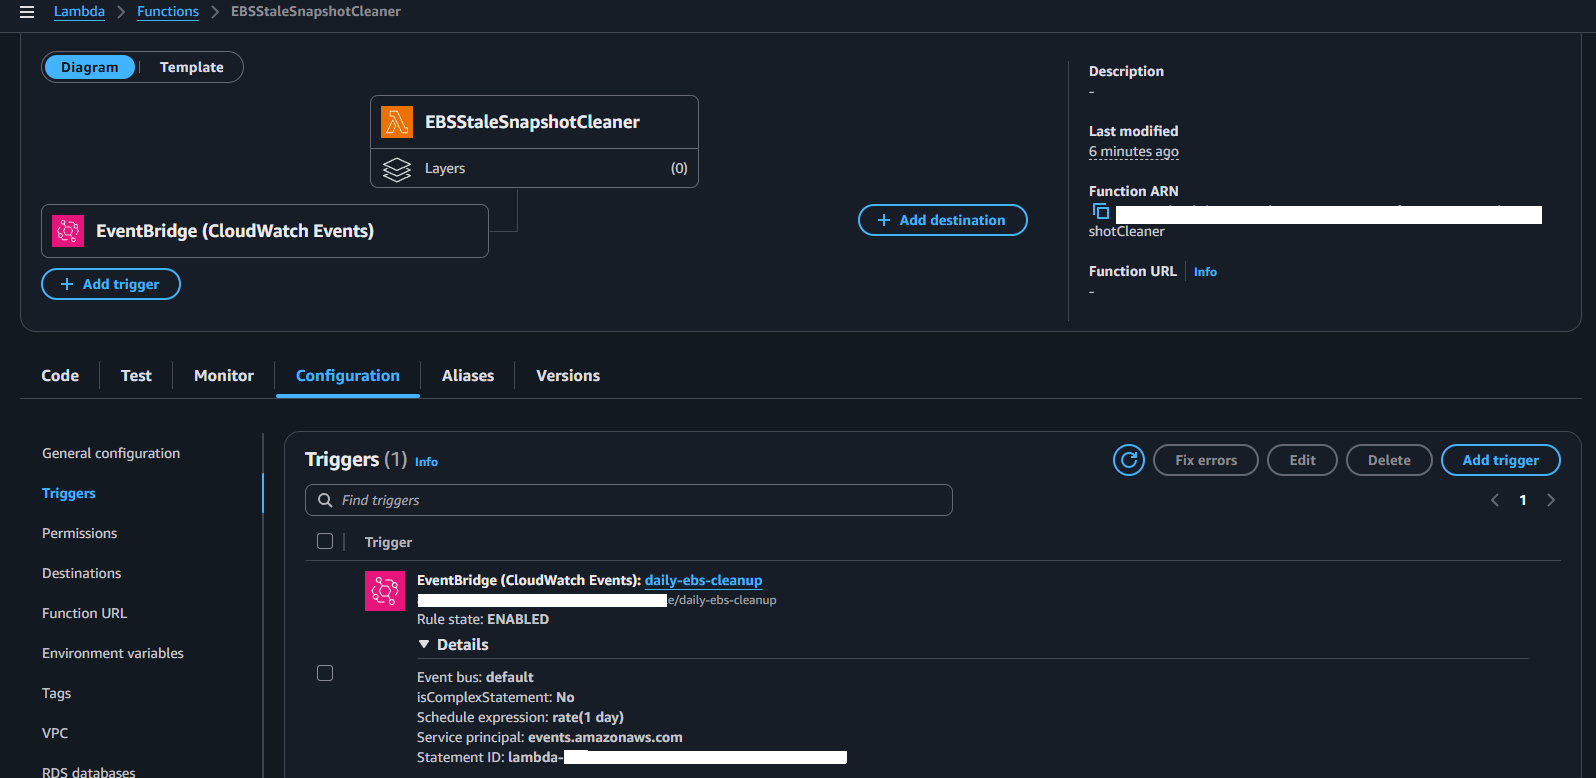 Lambda > Functions > EBSStaleSnapshotCleaner
Diagram Template
EBSStaleSnapshotCleaner
Layers (0)
EventBridge (CloudWatch Events)
Add trigger
Add destination
Description
-
Last modified
6 minutes ago
Function ARN
shotCleaner
Function URL Info
-
Code Test Monitor Configuration Aliases Versions
General configuration
Triggers
Permissions
Destinations
Function URL
Environment variables
Tags
VPC
RDS databases
Triggers (1) Info
Fix errors Edit Delete Add trigger
Find triggers
1
Trigger
EventBridge (CloudWatch Events): daily-ebs-cleanup
e/daily-ebs-cleanup
Rule state: ENABLED
Details
Event bus: default
isComplexStatement: No
Schedule expression: rate(1 day)
Service principal: events.amazonaws.com
Statement ID: lambda-